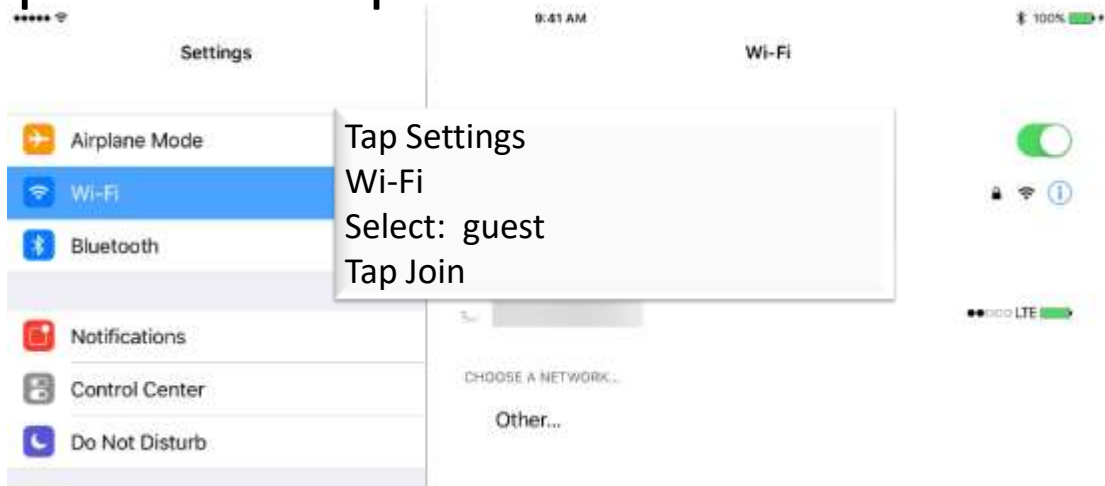 9:41 AM
100%
Settings
Wi-Fi
Airplane Mode
Wi-Fi
Bluetooth
Tap Settings
Wi-Fi
Select: guest
Tap Join
LTE
Notifications
Control Center
Do Not Disturb
CHOOSE A NETWORK...
Other...